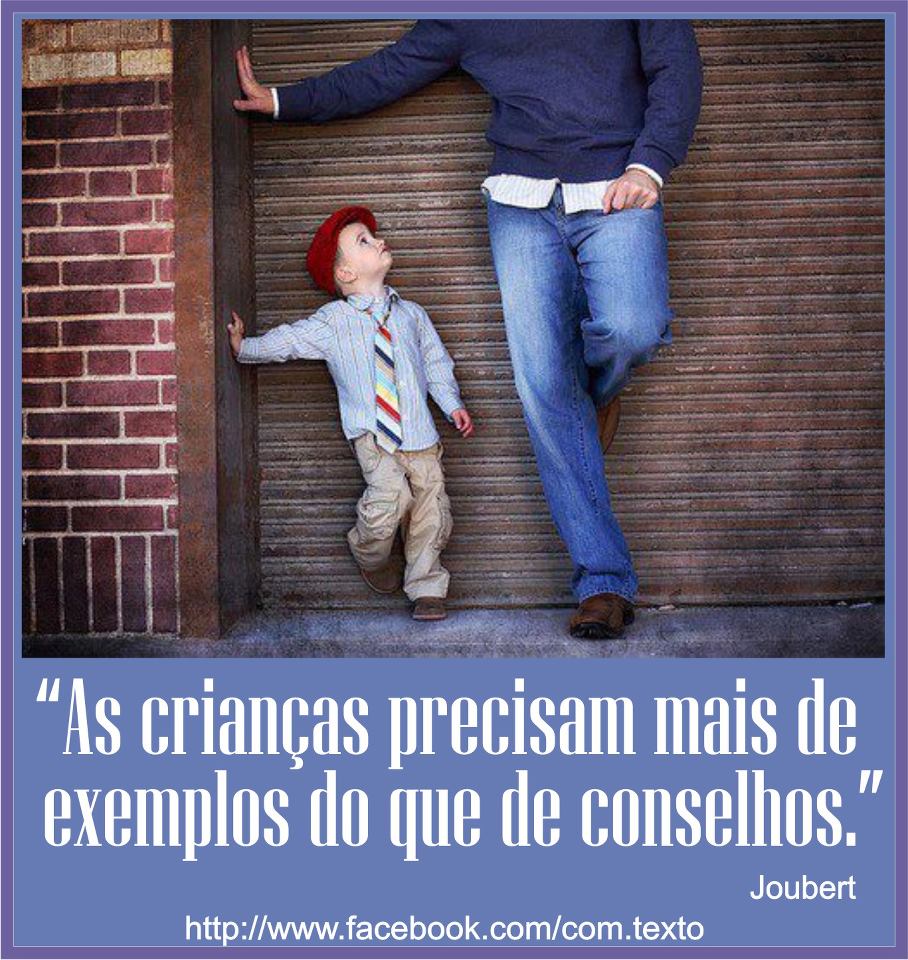 “As crianças precisam mais de
exemplos do que de conselhos.”
Joubert
http://www.facebook.com/com.texto